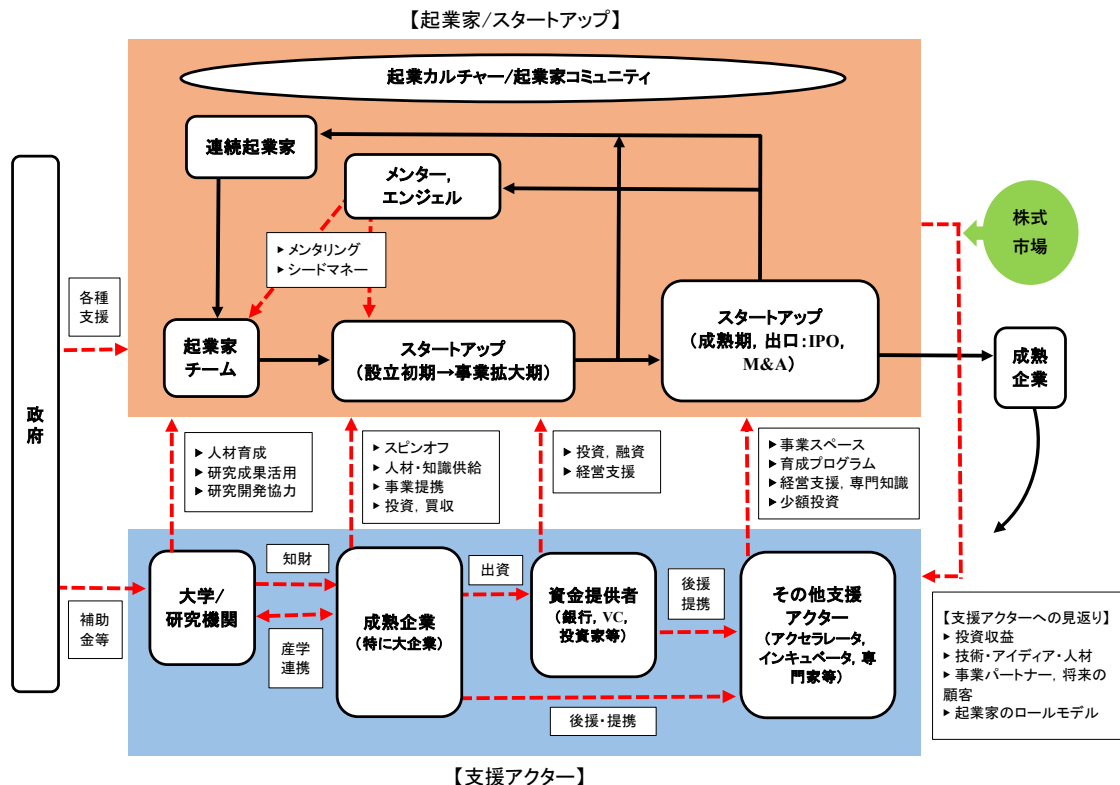 【起業家/スタートアップ】
起業カルチャー/起業家コミュニティ
連続起業家
メンター,
エンジェル
▶ メンタリング
▶ シードマネー
株式
市場
各種
支援
起業家
チーム
スタートアップ
(設立初期→事業拡大期)
スタートアップ
(成熟期, 出口:IPO,
M&A)
成熟
企業
政府
▶ 人材育成
▶ 研究成果活用
▶ 研究開発協力
▶ スピンオフ
▶ 人材・知識供給
▶ 事業提携
▶ 投資, 買収
▶ 投資, 融資
▶ 経営支援
▶ 事業スペース
▶ 育成プログラム
▶ 経営支援, 専門知識
▶ 少額投資
補助
金等
大学/
研究機関
知財
産学
連携
成熟企業
(特に大企業)
出資
資金提供者
(銀行, VC,
投資家等)
後援
提携
その他支援
アクター
(アクセラレータ,
インキュベータ, 専
門家等)
後援・提携
【支援アクターへの見返り】
▶ 投資収益
▶ 技術・アイディア・人材
▶ 事業パートナー, 将来の
顧客
▶ 起業家のロールモデル
【支援アクター】